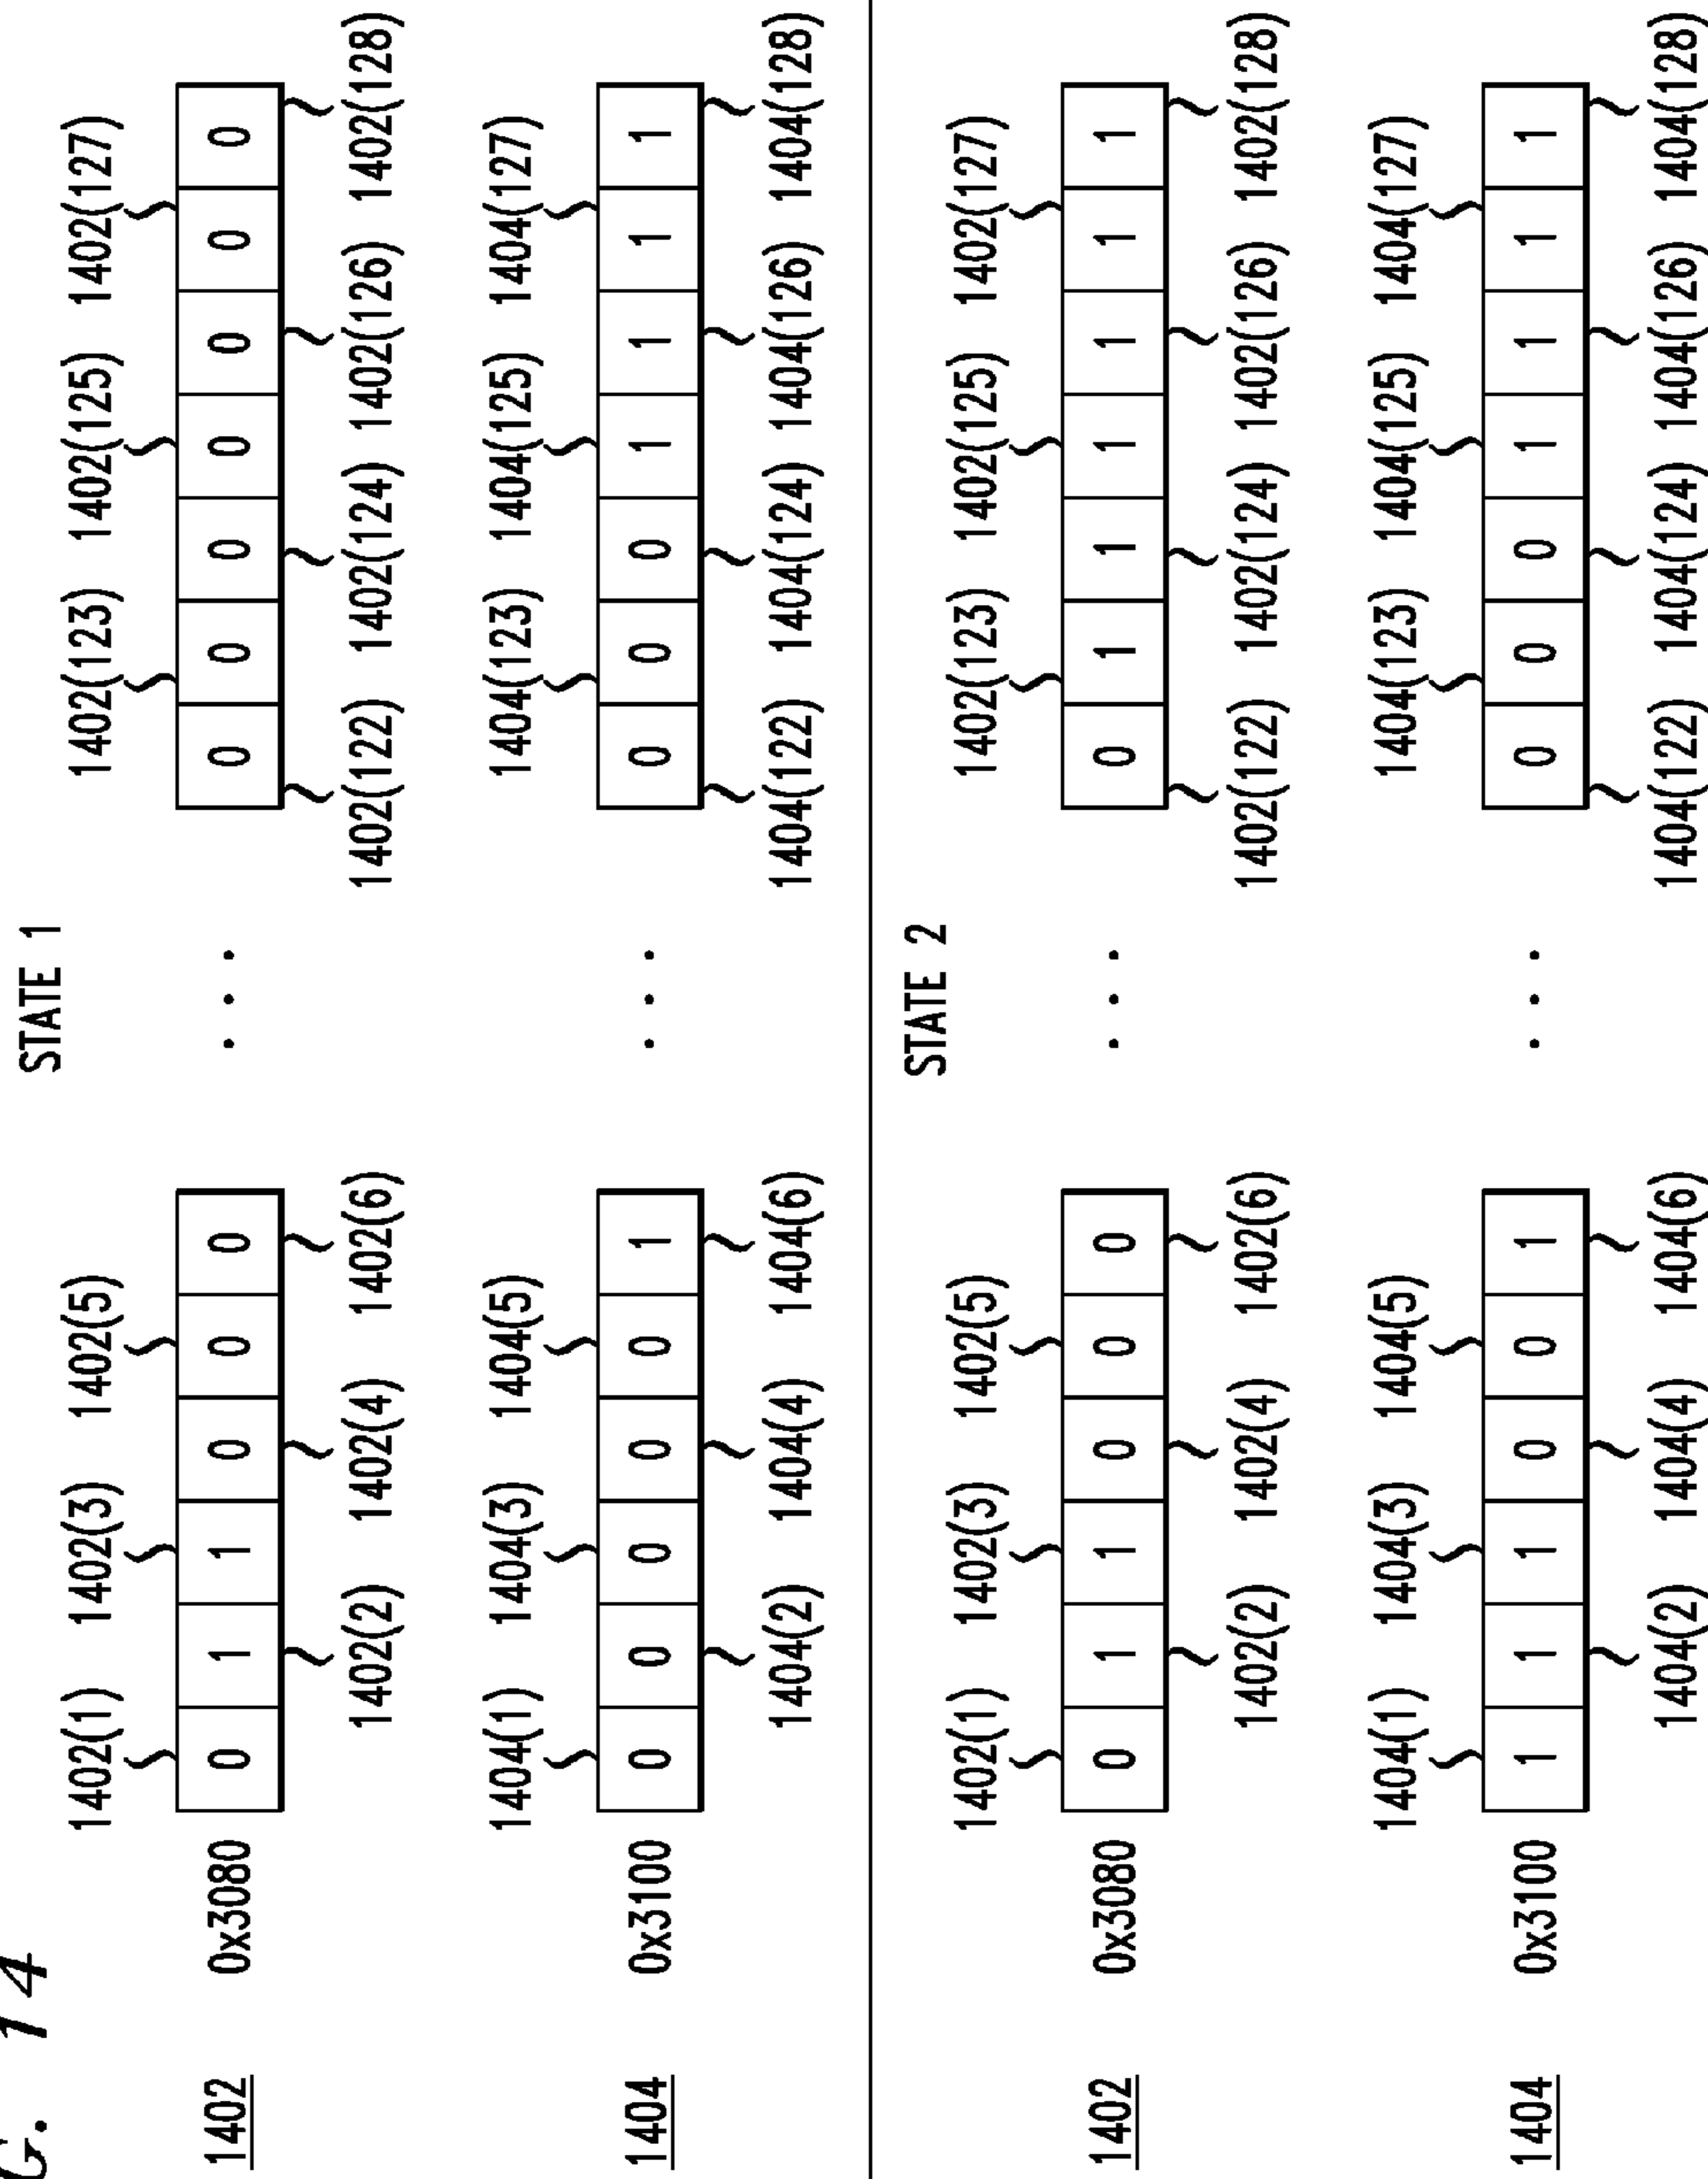 G. 14
STATE 1
1402(1) 1402(3) 1402(5) 1402(123) 1402(125) 1402(127)
1402 0x3080 0 1 1 0 0 0 . . . 0 0 0 0 0 0 0
1402(2) 1402(4) 1402(6) 1402(122) 1402(124) 1402(126) 1402(128)
1404(1) 1404(3) 1404(5) 1404(123) 1404(125) 1404(127)
1404 0x3100 0 0 0 0 0 1 . . . 0 0 0 1 1 1 1
1404(2) 1404(4) 1404(6) 1404(122) 1404(124) 1404(126) 1404(128)
STATE 2
1402(1) 1402(3) 1402(5) 1402(123) 1402(125) 1402(127)
1402 0x3080 0 1 1 0 0 0 . . . 0 1 1 1 1 1 1
1402(2) 1402(4) 1402(6) 1402(122) 1402(124) 1402(126) 1402(128)
1404(1) 1404(3) 1404(5) 1404(123) 1404(125) 1404(127)
1404 0x3100 1 1 1 0 0 1 . . . 0 0 0 1 1 1 1
1404(2) 1404(4) 1404(6) 1404(122) 1404(124) 1404(126) 1404(128)